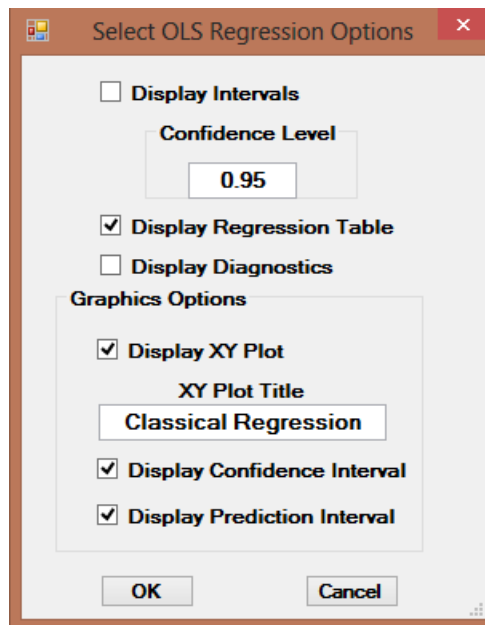 Select OLS Regression Options
Display Intervals
Confidence Level
0.95
Display Regression Table
Display Diagnostics
Graphics Options
Display XY Plot
XY Plot Title
Classical Regression
Display Confidence Interval
Display Prediction Interval
OK Cancel